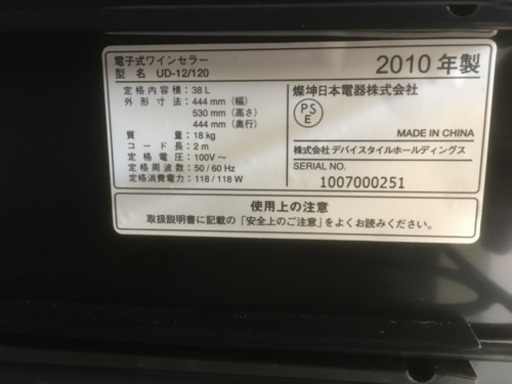 電子式ワインセラー
型 名 UD-12/120
2010 年製
定格内容積：38 L
外形寸法：444 mm（幅）
530 mm（高さ）
444 mm（奥行）
質量：18 kg
コード長：2 m
定格電圧：100V～
定格周波数：50 / 60 Hz
定格消費電力：118 / 118 W
燦坤日本電器株式会社
PS
E
MADE IN CHINA
株式会社 デバイスタイルホールディングス
SERIAL NO.
1007000251
使用上の注意
取扱説明書に記載の「安全上のご注意」をよくお読みください。